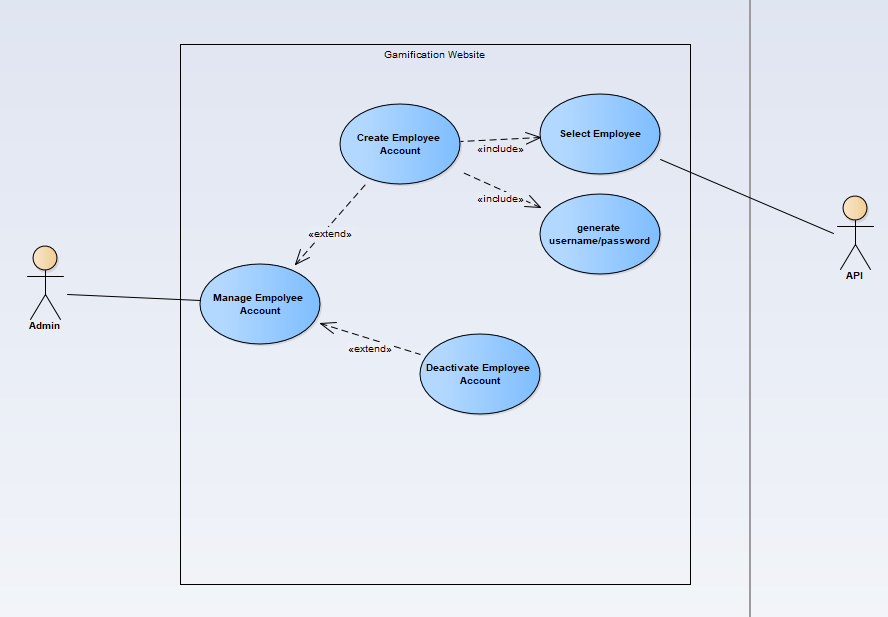 Gamification Website
Create Employee
Account
Select Employee
«include»
«include»
generate
username/password
«extend»
API
Manage Empolyee
Account
Admin
«extend»
Deactivate Employee
Account